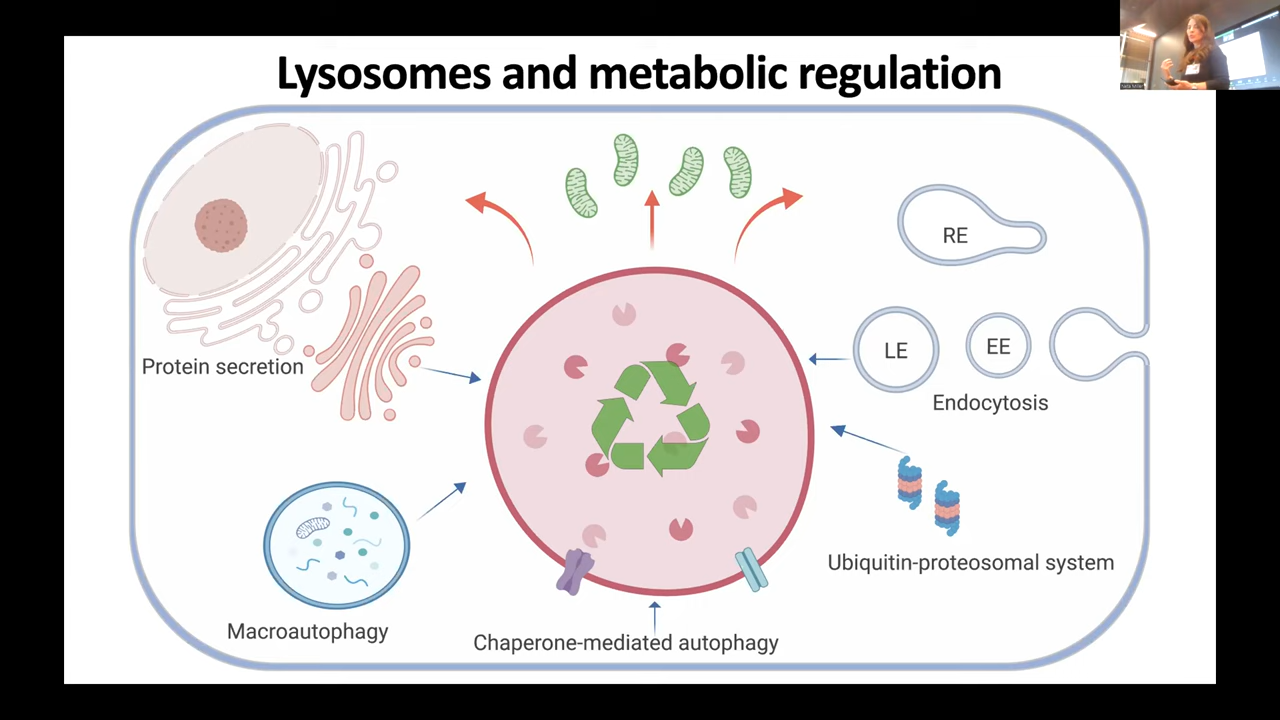 Lysosomes and metabolic regulation
RE
LE
EE
Protein secretion
Endocytosis
Ubiquitin-proteosomal system
Macroautophagy
Chaperone-mediated autophagy